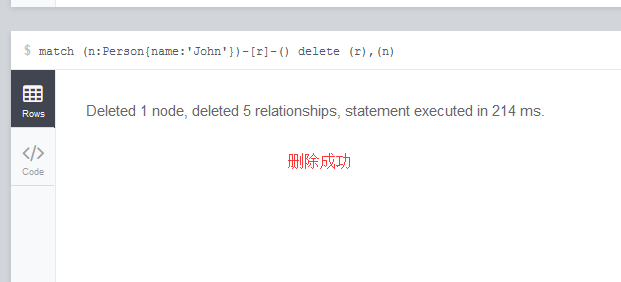 $ match (n:Person{name:'John'})-[r]-() delete (r),(n)
Rows
Deleted 1 node, deleted 5 relationships, statement executed in 214 ms.
删除成功
</>
Code